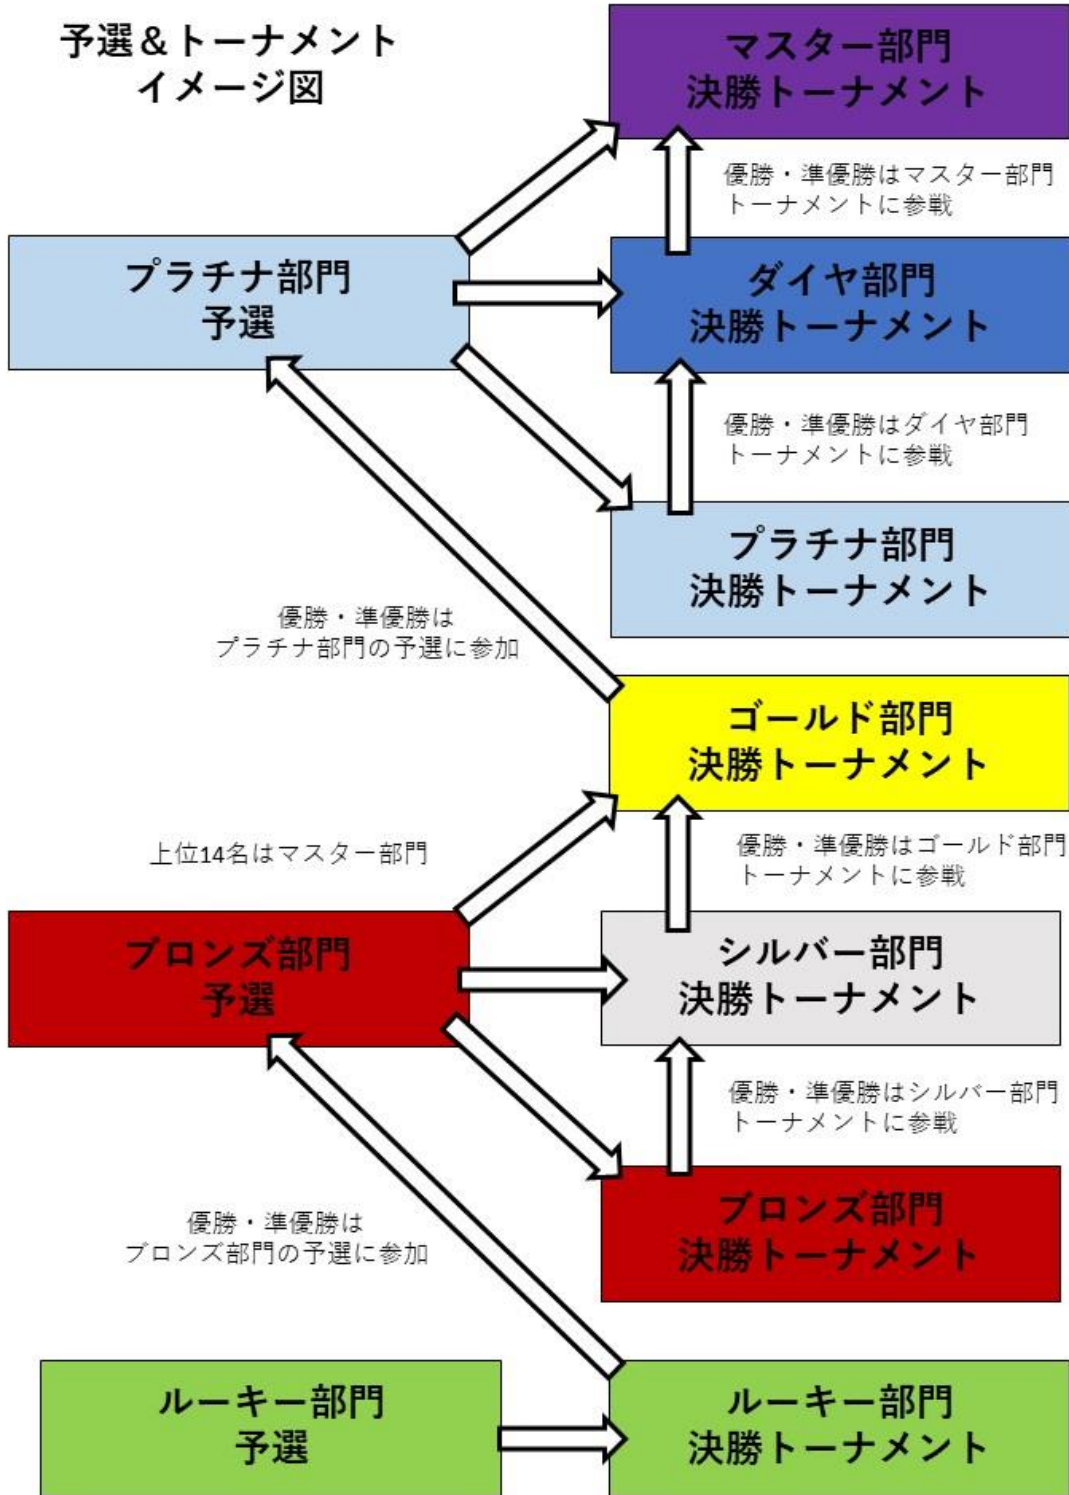 予選＆トーナメント
イメージ図
マスター部門
決勝トーナメント
優勝・準優勝はマスター部門
トーナメントに参戦
プラチナ部門
予選
ダイヤ部門
決勝トーナメント
優勝・準優勝はダイヤ部門
トーナメントに参戦
プラチナ部門
決勝トーナメント
優勝・準優勝は
プラチナ部門の予選に参加
ゴールド部門
決勝トーナメント
上位14名はマスター部門
優勝・準優勝はゴールド部門
トーナメントに参戦
ブロンズ部門
予選
シルバー部門
決勝トーナメント
優勝・準優勝はシルバー部門
トーナメントに参戦
ブロンズ部門
決勝トーナメント
優勝・準優勝は
ブロンズ部門の予選に参加
ルーキー部門
予選
ルーキー部門
決勝トーナメント